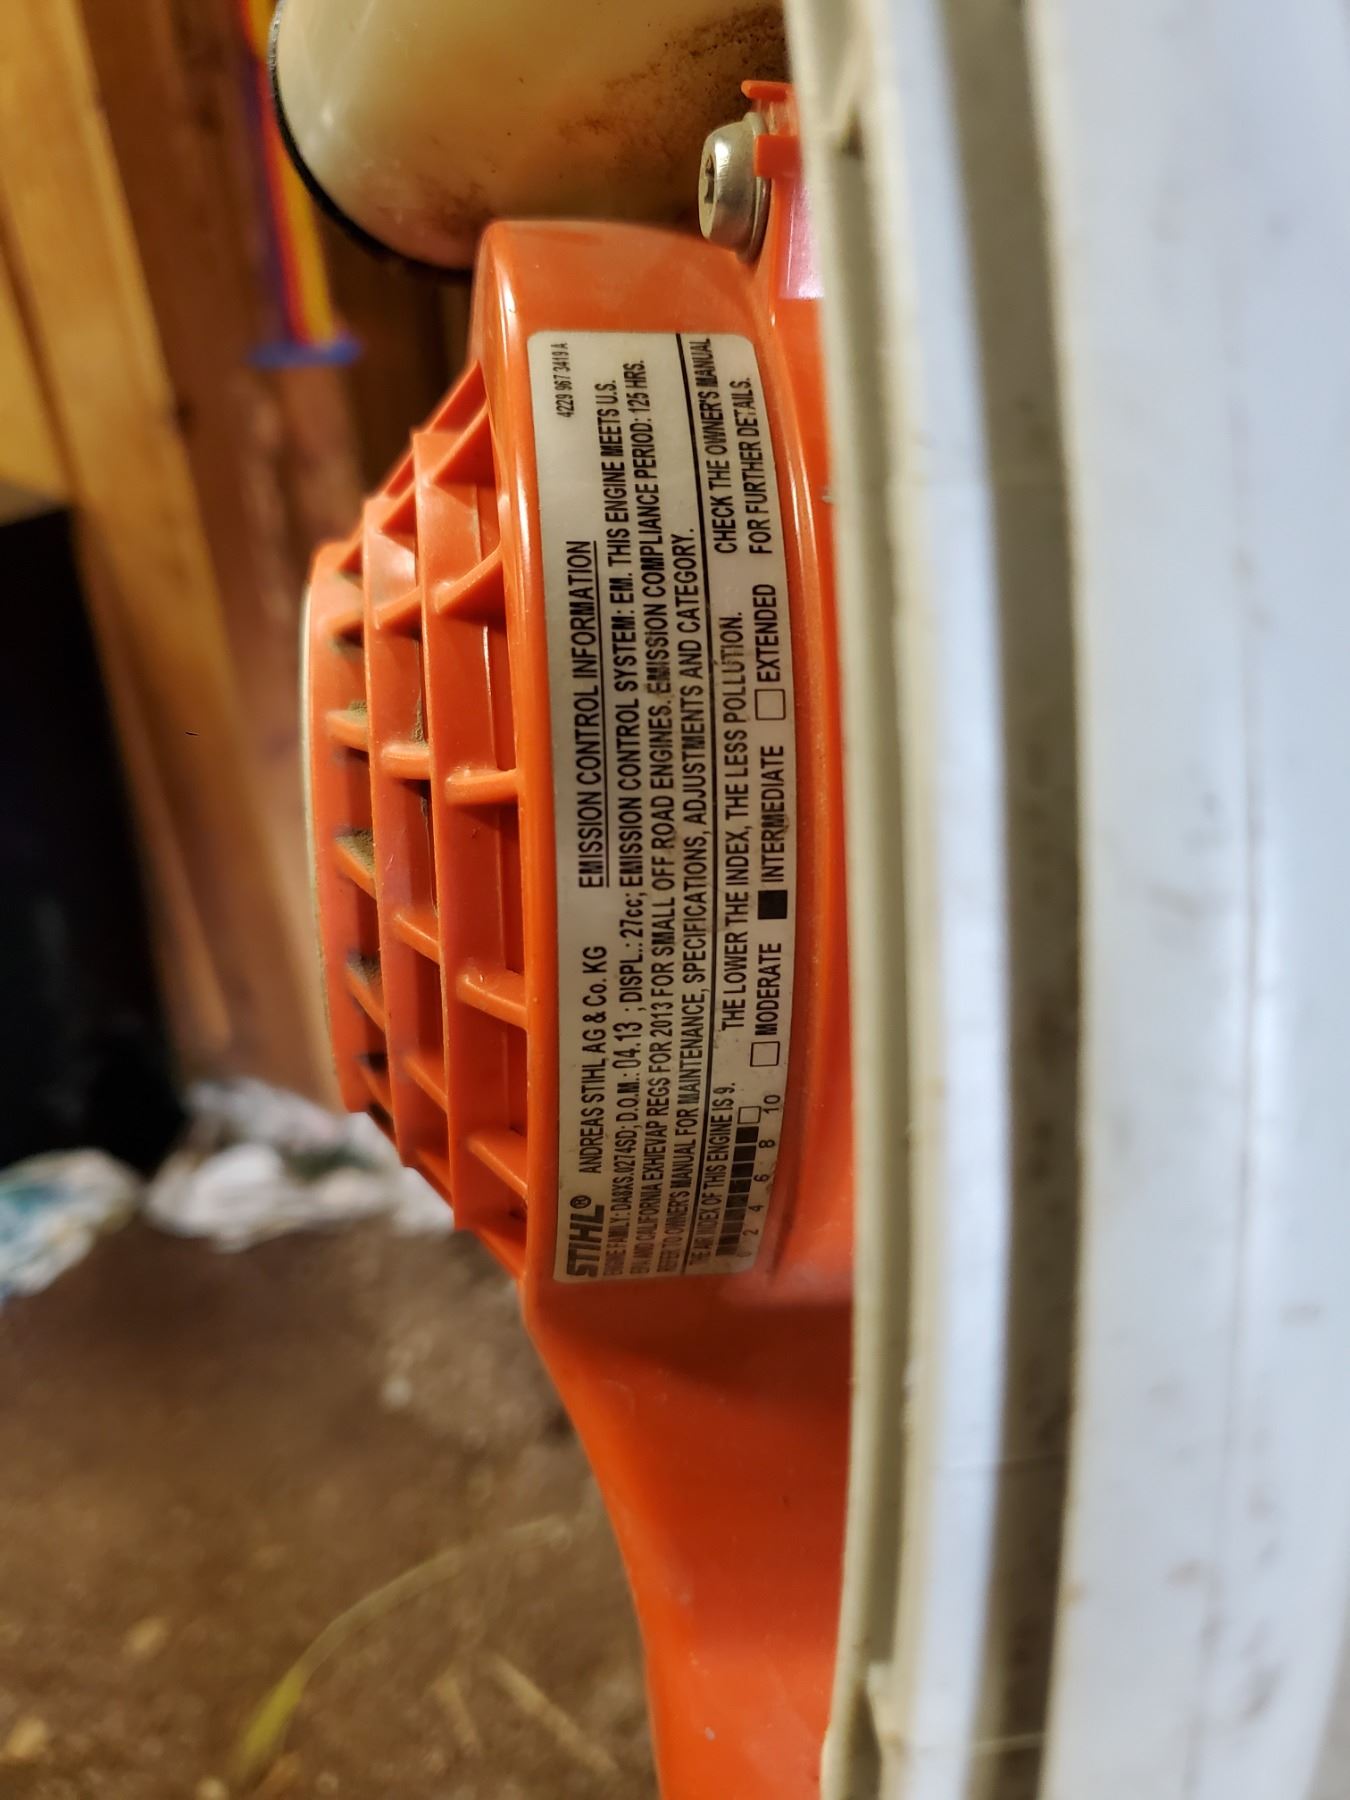 4229 967 3419 A
STIHL® ANDREAS STIHL AG & Co. KG EMISSION CONTROL INFORMATION
ENGINE FAMILY: DA8XS.0274SD; D.O.M.: 04.13 ; DISPL.: 27cc; EMISSION CONTROL SYSTEM: EM. THIS ENGINE MEETS U.S.
EPA AND CALIFORNIA EXH/EVAP REGS FOR 2013 FOR SMALL OFF ROAD ENGINES. EMISSION COMPLIANCE PERIOD: 125 HRS.
REFER TO OWNER'S MANUAL FOR MAINTENANCE, SPECIFICATIONS, ADJUSTMENTS AND CATEGORY.
THE AIR INDEX OF THIS ENGINE IS 9. THE LOWER THE INDEX, THE LESS POLLUTION. CHECK THE OWNER'S MANUAL
0 2 4 6 8 10 MODERATE INTERMEDIATE EXTENDED FOR FURTHER DETAILS.